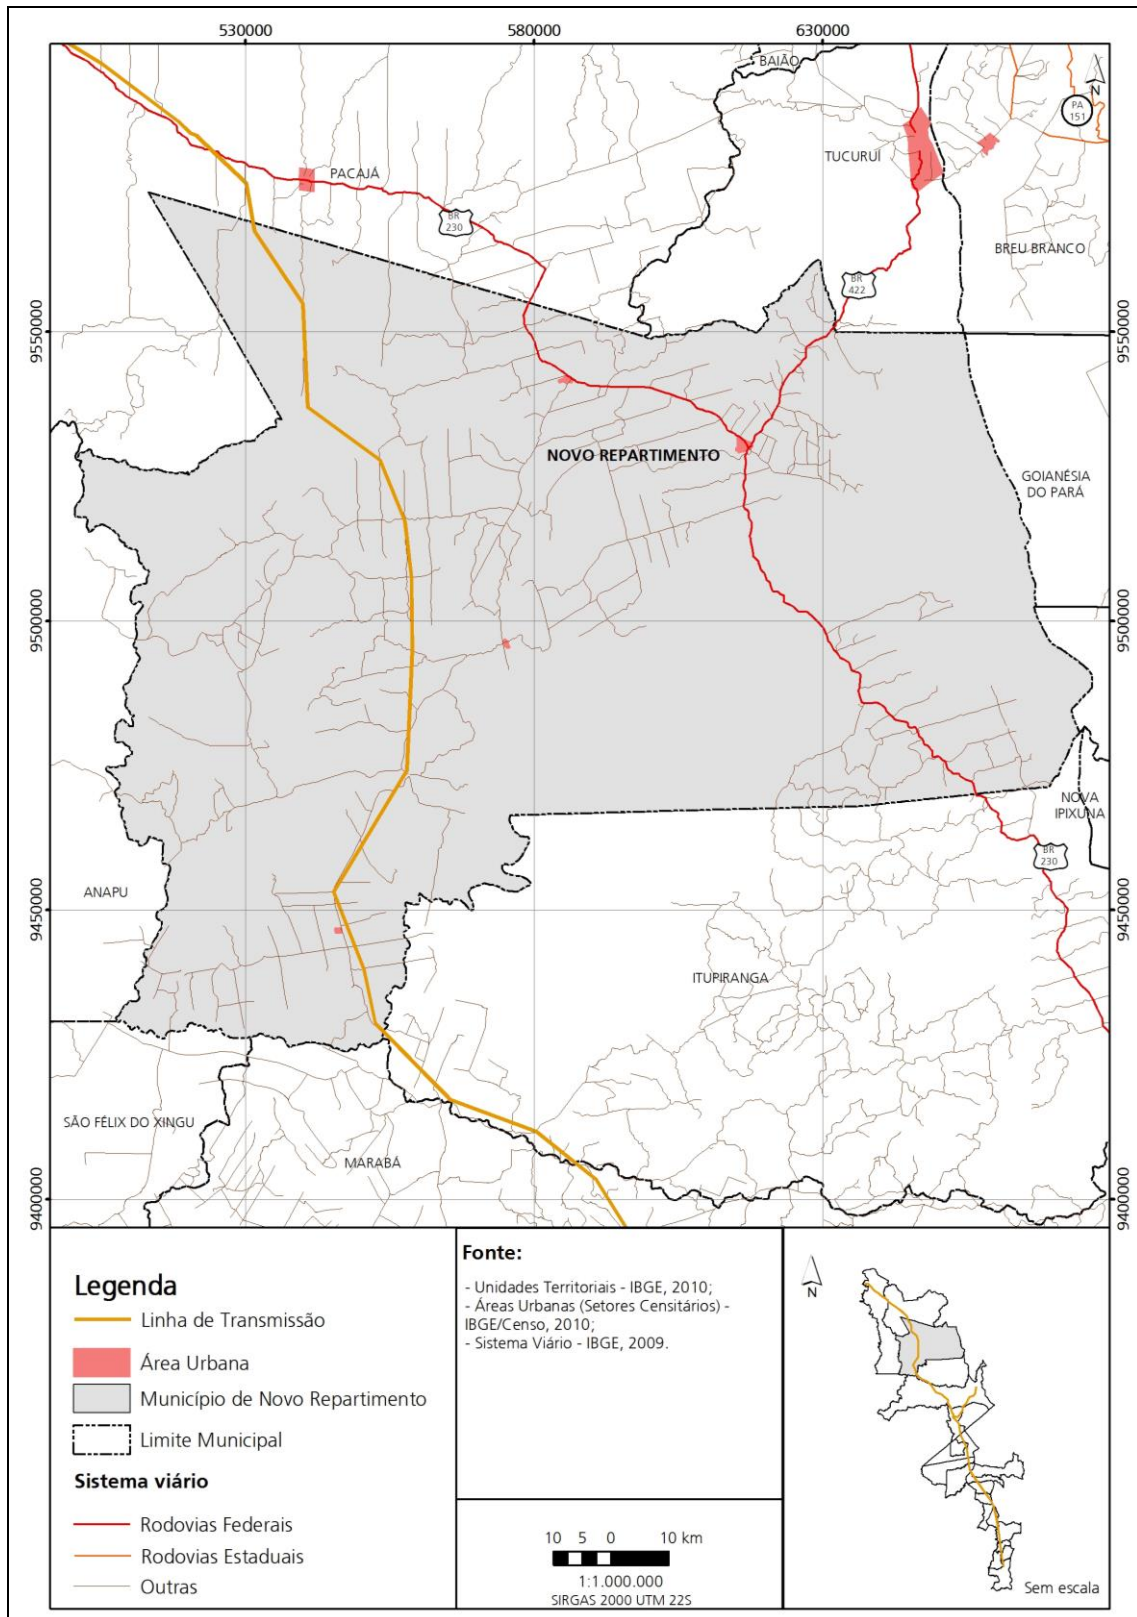 530000
580000
630000
BAIÃO
N
PA
151
TUCURUÍ
PACAJÁ
BR
230
BREU BRANCO
BR
422
9550000
9550000
NOVO REPARTIMENTO
GOIANÉSIA
DO PARÁ
9500000
9500000
NOVA
IPIXUNA
BR
230
ANAPU
9450000
9450000
ITUPIRANGA
SÃO FÉLIX DO XINGU
MARABÁ
9400000
9400000
Legenda
Linha de Transmissão
Área Urbana
Município de Novo Repartimento
Limite Municipal
Sistema viário
Rodovias Federais
Rodovias Estaduais
Outras
Fonte:
- Unidades Territoriais - IBGE, 2010;
- Áreas Urbanas (Setores Censitários) -
IBGE/Censo, 2010;
- Sistema Viário - IBGE, 2009.
10 5 0 10 km
1:1.000.000
SIRGAS 2000 UTM 22S
N
Sem escala